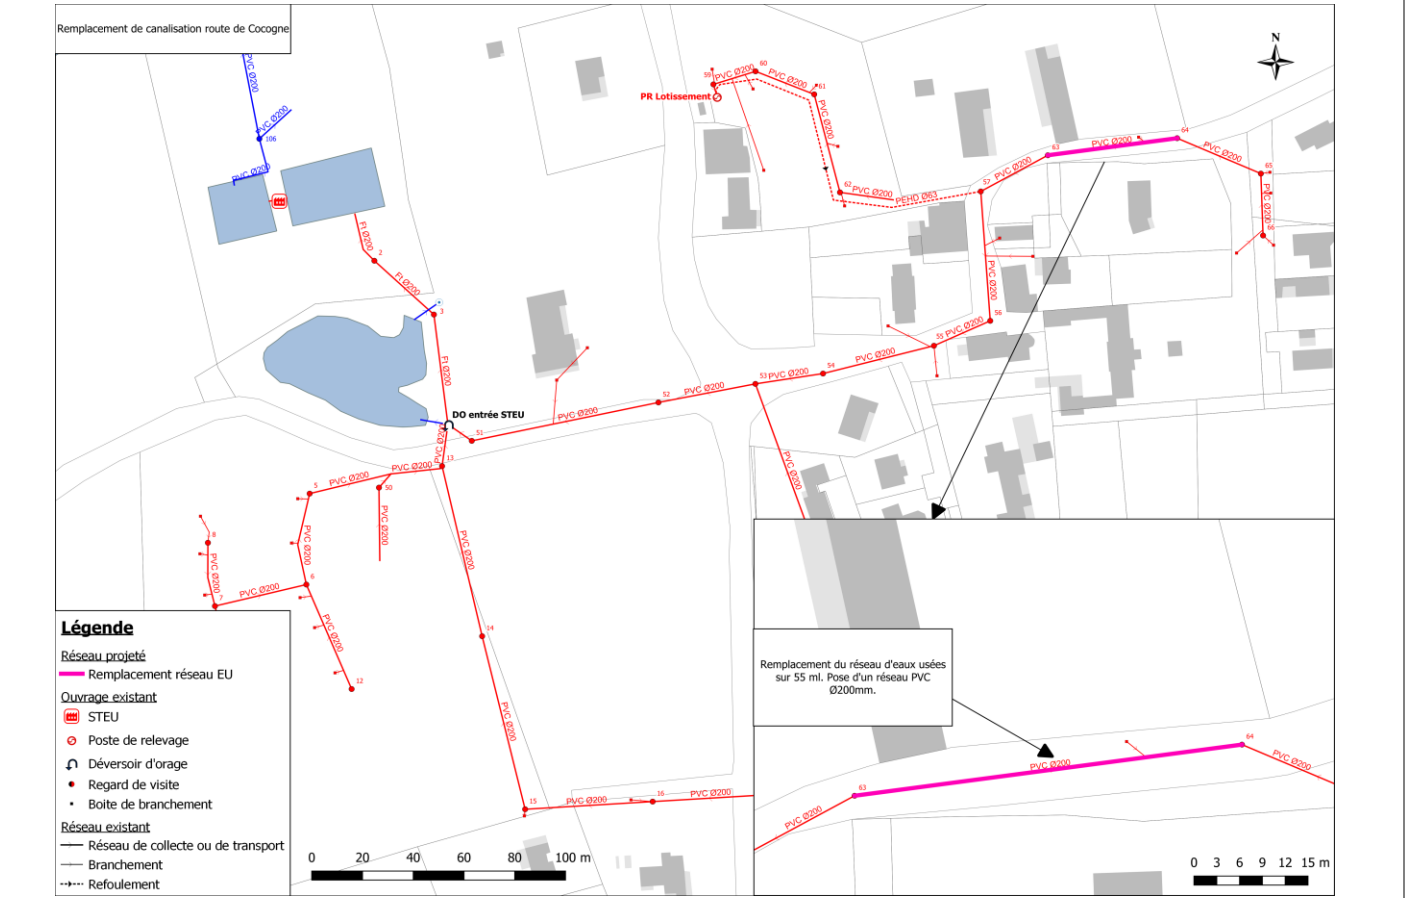 Remplacement de canalisation route de Cocogne
N
PVC Ø200
PVC Ø200
106
PVC Ø200
59
PVC Ø200
60
61
PR Lotissement
PVC Ø200
62
PVC Ø200
PEHD Ø63
57
PVC Ø200
63
PVC Ø200
64
PVC Ø200
65
PVC Ø200
66
Ft Ø200
2
Ft Ø200
3
Ft Ø200
PVC Ø200
56
PVC Ø200
55
PVC Ø200
54
PVC Ø200
53
PVC Ø200
52
PVC Ø200
51
DO entrée STEU
PVC Ø200
13
PVC Ø200
PVC Ø200
5
50
PVC Ø200
PVC Ø200
PVC Ø200
PVC Ø200
8
PVC Ø200
7
PVC Ø200
6
PVC Ø200
12
14
PVC Ø200
15
PVC Ø200
16
PVC Ø200
Légende
Réseau projeté
Remplacement réseau EU
Ouvrage existant
STEU
Poste de relevage
Déversoir d'orage
Regard de visite
Boite de branchement
Réseau existant
Réseau de collecte ou de transport
Branchement
Refoulement
0 20 40 60 80 100 m
Remplacement du réseau d'eaux usées
sur 55 ml. Pose d'un réseau PVC
Ø200mm.
63
PVC Ø200
64
PVC Ø200
PVC Ø200
0 3 6 9 12 15 m